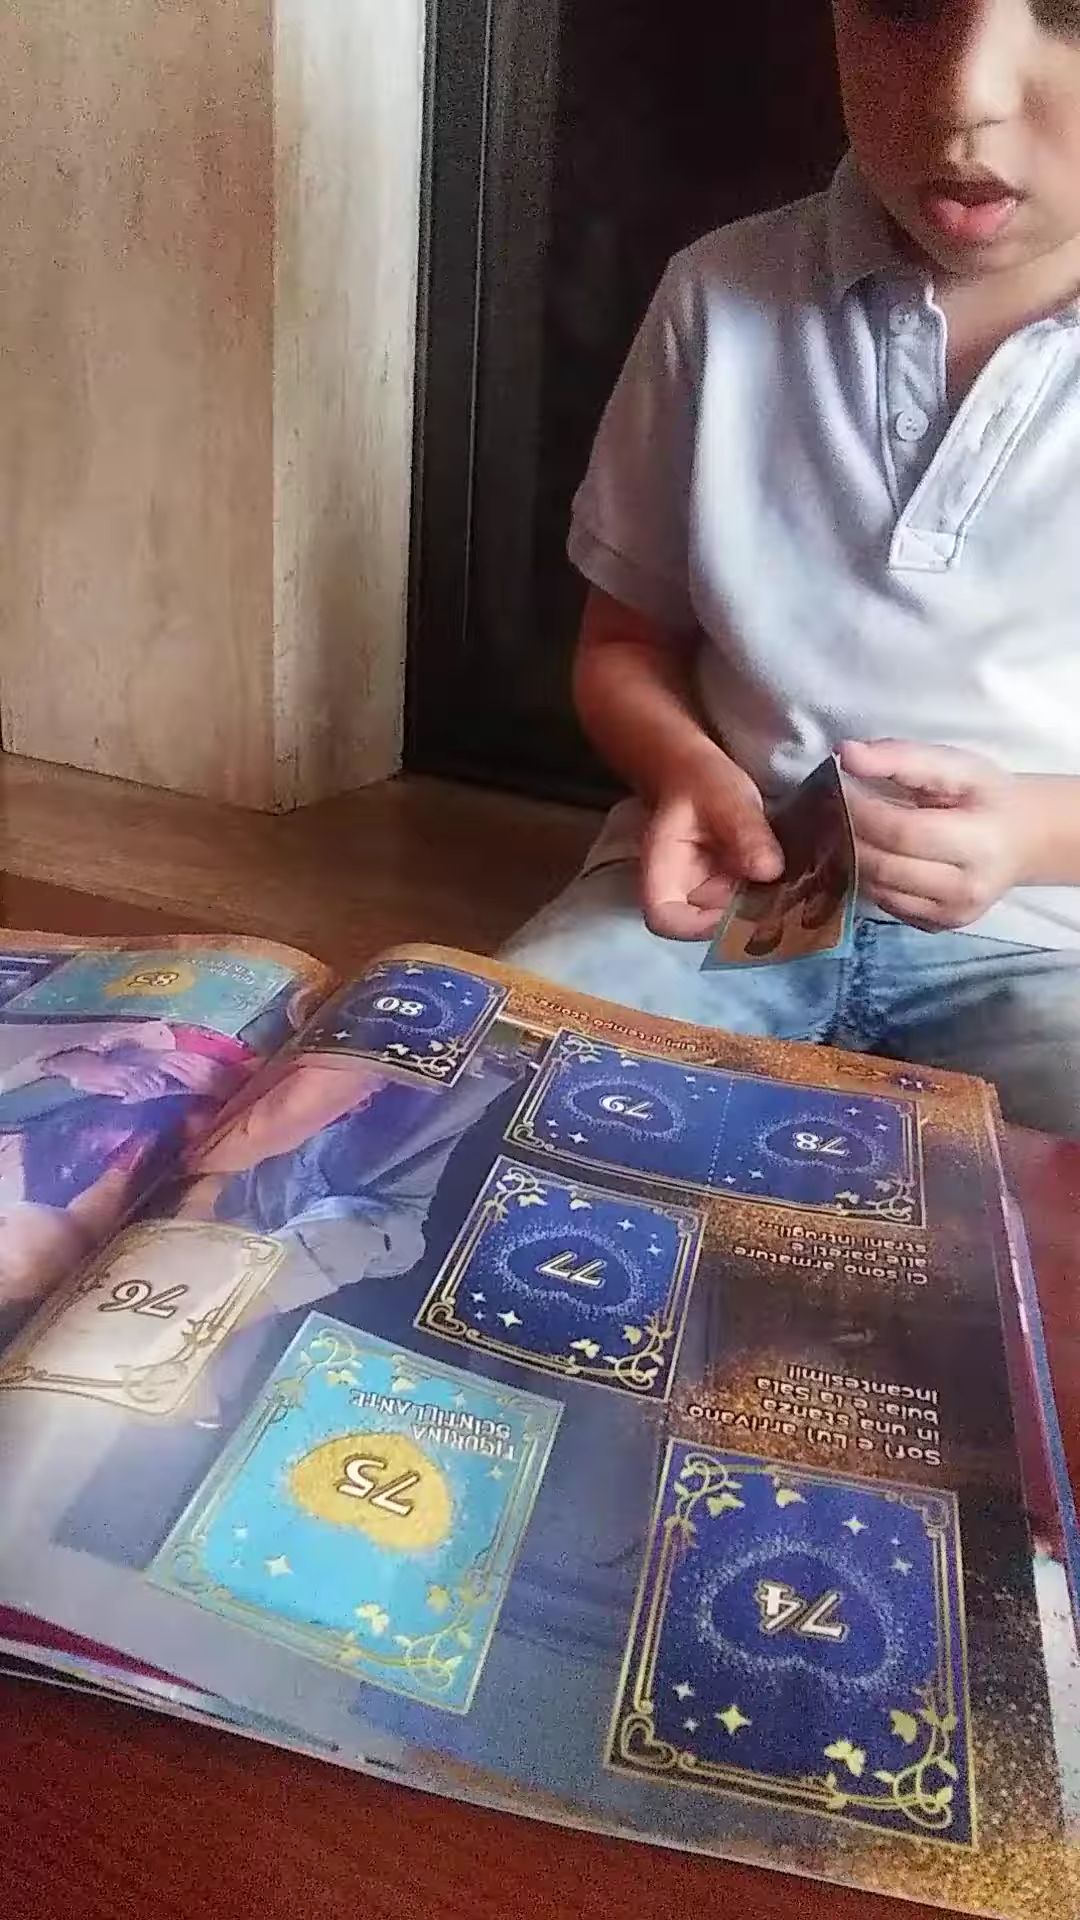 74
Sofì e Luì arrivano
in una stanza
buia: è la Sala
Incantesimi!
75
FIGURINA
SCINTILLANTE
76
Ci sono armature
alle pareti e
strani intrugli...
77
78
79
80
85